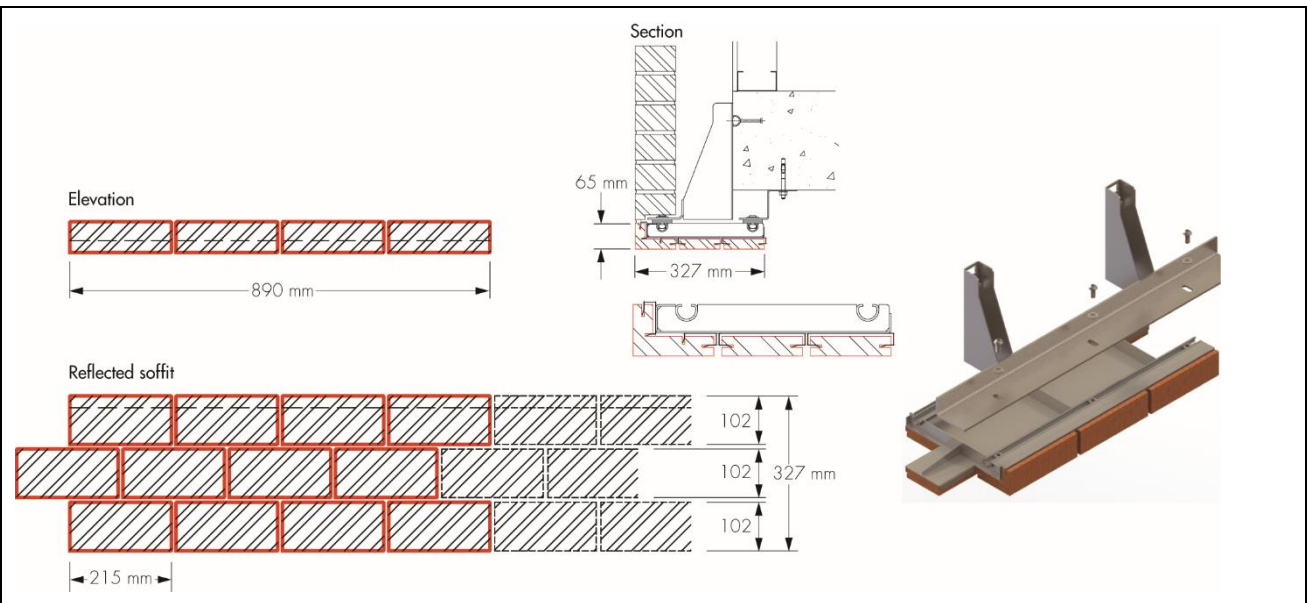 Section
65 mm
327 mm
Elevation
890 mm
Reflected soffit
102
102
327 mm
102
215 mm